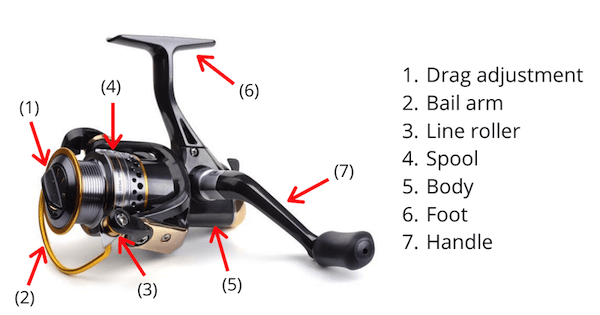 (4)
(1)
(6)
(7)
(2)
(3)
(5)
1. Drag adjustment
2. Bail arm
3. Line roller
4. Spool
5. Body
6. Foot
7. Handle